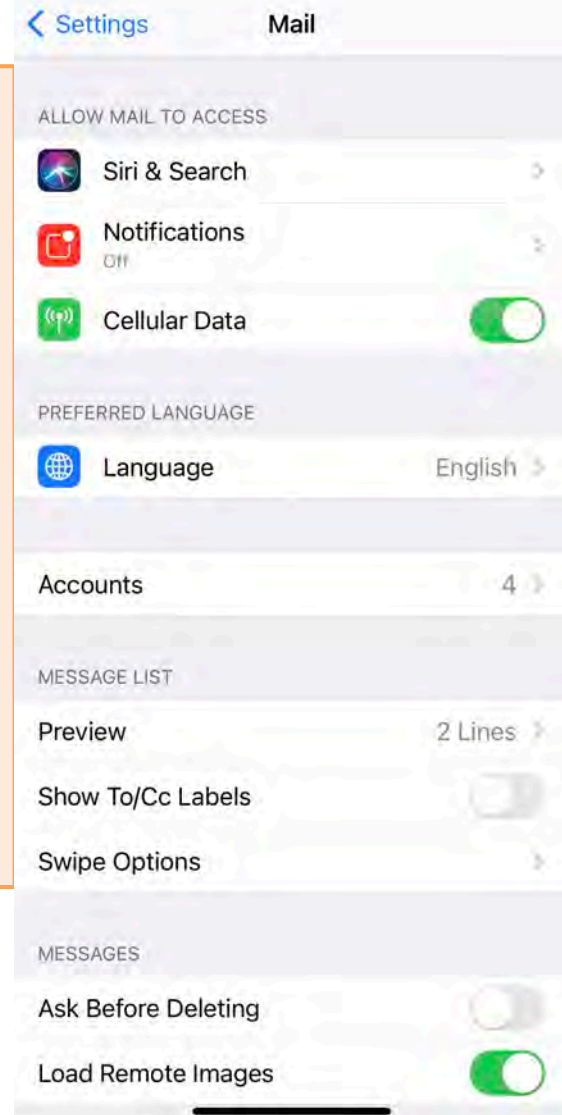 Settings Mail
ALLOW MAIL TO ACCESS
Siri & Search
Notifications
Off
Cellular Data
PREFERRED LANGUAGE
Language English
Accounts 4
MESSAGE LIST
Preview 2 Lines
Show To/Cc Labels
Swipe Options
MESSAGES
Ask Before Deleting
Load Remote Images